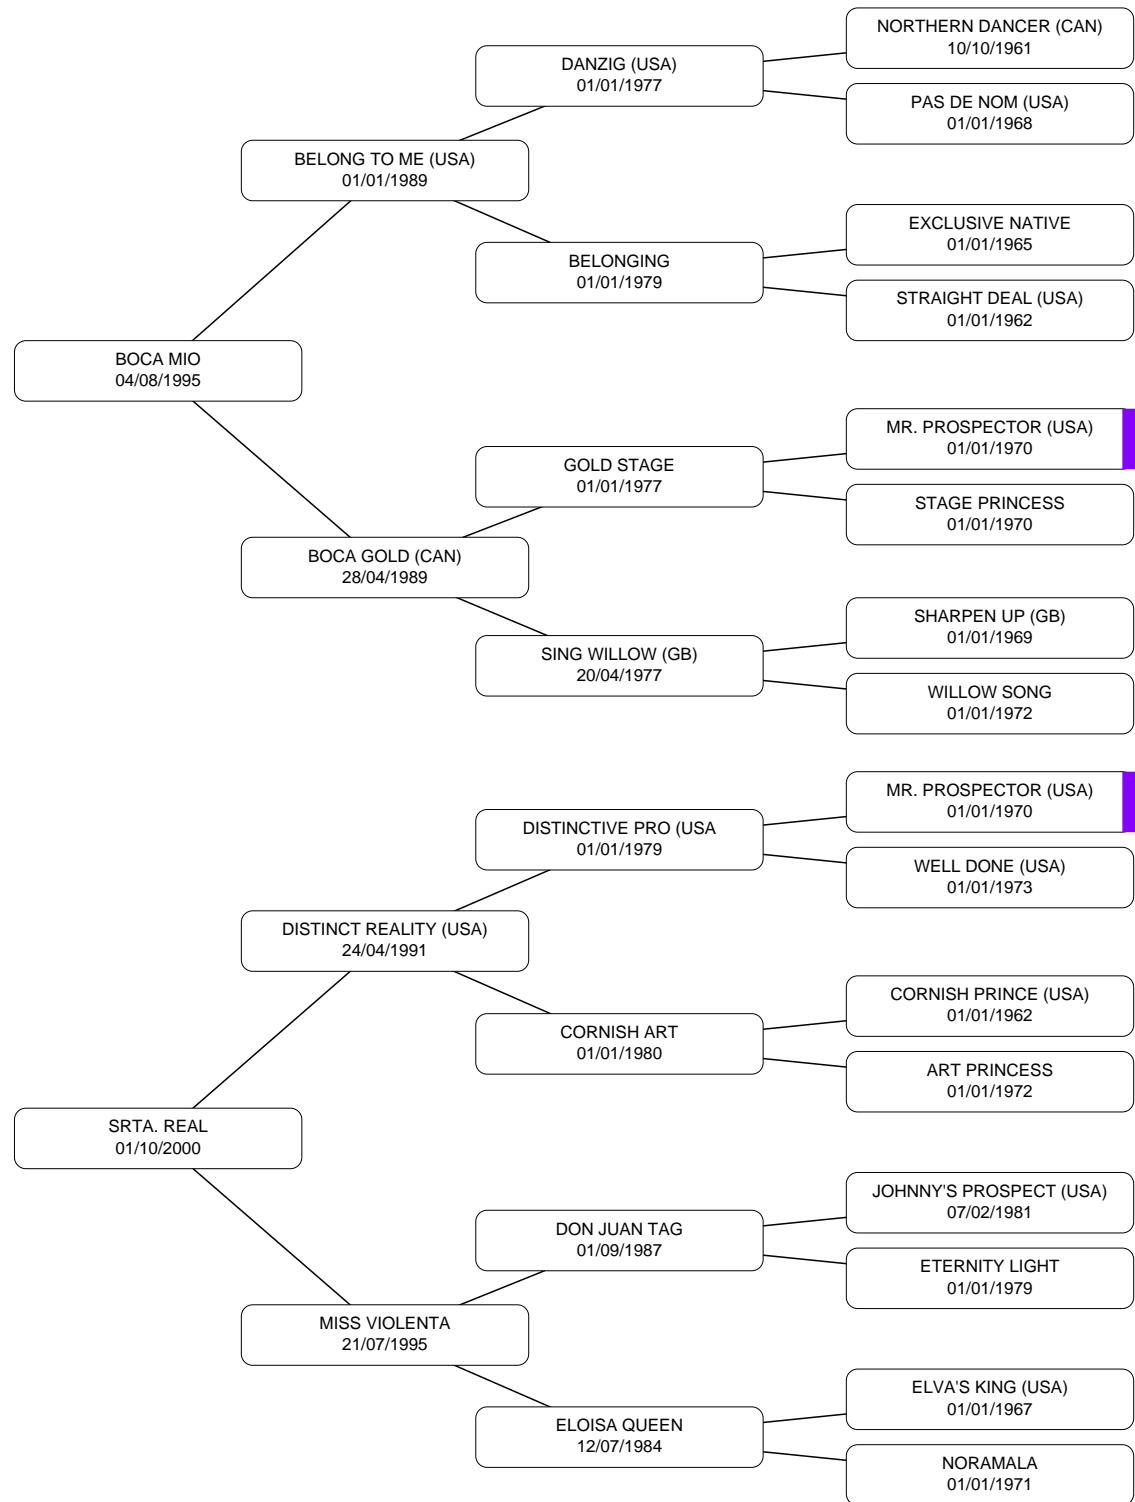 NORTHERN DANCER (CAN)
10/10/1961
DANZIG (USA)
01/01/1977
PAS DE NOM (USA)
01/01/1968
BELONG TO ME (USA)
01/01/1989
EXCLUSIVE NATIVE
01/01/1965
BELONGING
01/01/1979
STRAIGHT DEAL (USA)
01/01/1962
BOCA MIO
04/08/1995
MR. PROSPECTOR (USA)
01/01/1970
GOLD STAGE
01/01/1977
STAGE PRINCESS
01/01/1970
BOCA GOLD (CAN)
28/04/1989
SHARPEN UP (GB)
01/01/1969
SING WILLOW (GB)
20/04/1977
WILLOW SONG
01/01/1972
MR. PROSPECTOR (USA)
01/01/1970
DISTINCTIVE PRO (USA
01/01/1979
WELL DONE (USA)
01/01/1973
DISTINCT REALITY (USA)
24/04/1991
CORNISH PRINCE (USA)
01/01/1962
CORNISH ART
01/01/1980
ART PRINCESS
01/01/1972
SRTA. REAL
01/10/2000
JOHNNY'S PROSPECT (USA)
07/02/1981
DON JUAN TAG
01/09/1987
ETERNITY LIGHT
01/01/1979
MISS VIOLENTA
21/07/1995
ELVA'S KING (USA)
01/01/1967
ELOISA QUEEN
12/07/1984
NORAMALA
01/01/1971